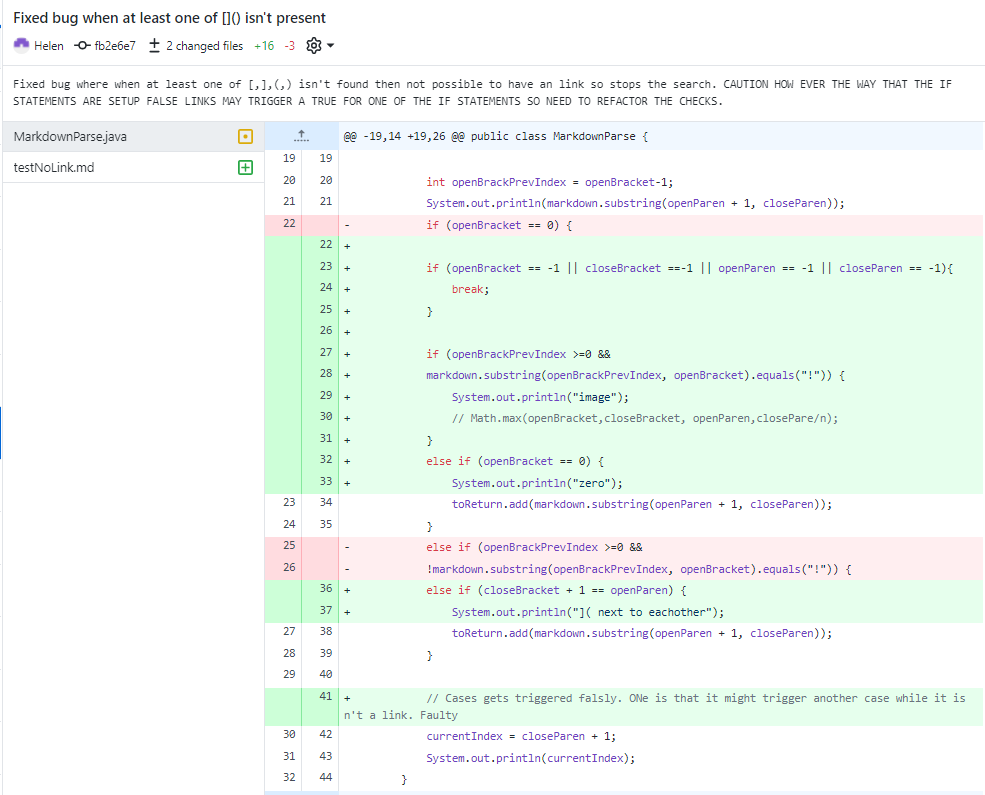 Fixed bug when at least one of []() isn't present
Helen fb2e6e7 2 changed files +16 -3
Fixed bug where when at least one of [,],(,) isn't found then not possible to have an link so stops the search. CAUTION HOW EVER THE WAY THAT THE IF
STATEMENTS ARE SETUP FALSE LINKS MAY TRIGGER A TRUE FOR ONE OF THE IF STATEMENTS SO NEED TO REFACTOR THE CHECKS.
MarkdownParse.java
testNoLink.md
@@ -19,14 +19,26 @@ public class MarkdownParse {
19 19
20 20 int openBrackPrevIndex = openBracket-1;
21 21 System.out.println(markdown.substring(openParen + 1, closeParen));
22 - if (openBracket == 0) {
22 +
23 + if (openBracket == -1 || closeBracket ==-1 || openParen == -1 || closeParen == -1){
24 + break;
25 + }
26 +
27 + if (openBrackPrevIndex >=0 &&
28 + markdown.substring(openBrackPrevIndex, openBracket).equals("!")) {
29 + System.out.println("image");
30 + // Math.max(openBracket,closeBracket, openParen,closePare/n);
31 + }
32 + else if (openBracket == 0) {
33 + System.out.println("zero");
23 34 toReturn.add(markdown.substring(openParen + 1, closeParen));
24 35 }
25 - else if (openBrackPrevIndex >=0 &&
26 - !markdown.substring(openBrackPrevIndex, openBracket).equals("!")) {
36 + else if (closeBracket + 1 == openParen) {
37 + System.out.println("]( next to eachother");
27 38 toReturn.add(markdown.substring(openParen + 1, closeParen));
28 39 }
29 40
41 + // Cases gets triggered falsly. ONe is that it might trigger another case while it is
n't a link. Faulty
30 42 currentIndex = closeParen + 1;
31 43 System.out.println(currentIndex);
32 44 }